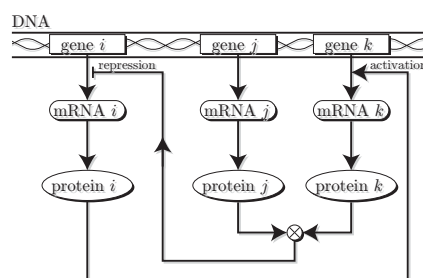 DNA
gene i gene j gene k
repression activation
mRNA i mRNA j mRNA k
protein i protein j protein k